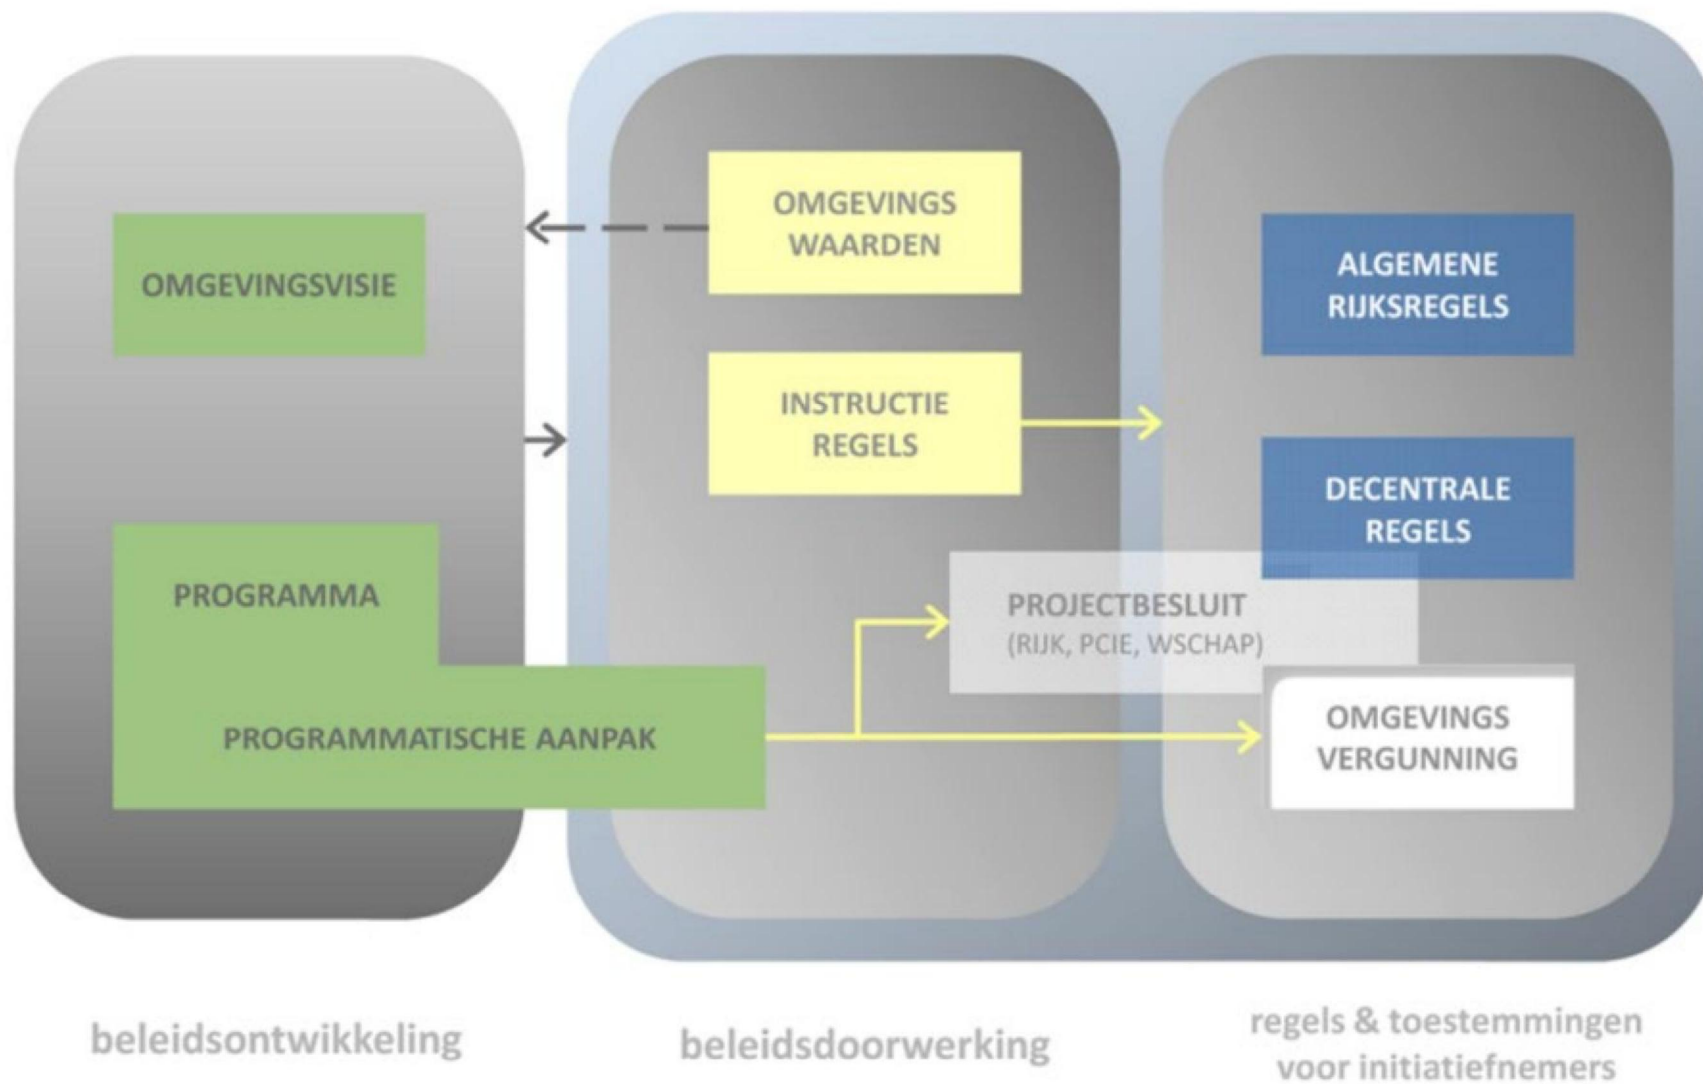 OMGEVINGSVISIE
PROGRAMMA
PROGRAMMATISCHE AANPAK
OMGEVINGS
WAARDEN
INSTRUCTIE
REGELS
PROJECTBESLUIT
(RIJK, PCIE, WSCHAP)
ALGEMENE
RIJKSREGELS
DECENTRALE
REGELS
OMGEVINGS
VERGUNNING
beleidsontwikkeling
beleidsdoorwerking
regels & toestemmingen
voor initiatiefnemers